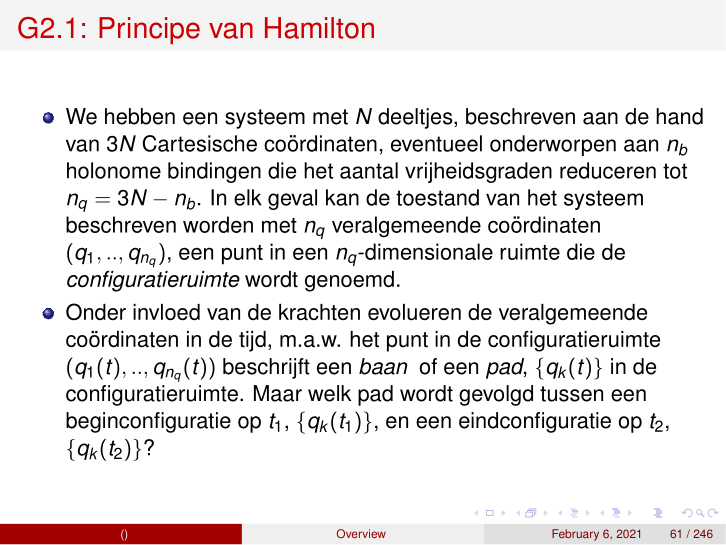 G2.1: Principe van Hamilton
We hebben een systeem met N deeltjes, beschreven aan de hand
van 3N Cartesische coördinaten, eventueel onderworpen aan n_b
holonome bindingen die het aantal vrijheidsgraden reduceren tot
n_q = 3N − n_b. In elk geval kan de toestand van het systeem
beschreven worden met n_q veralgemeende coördinaten
(q_1, .., q_{n_q}), een punt in een n_q-dimensionale ruimte die de
configuratieruimte wordt genoemd.
Onder invloed van de krachten evolueren de veralgemeende
coördinaten in de tijd, m.a.w. het punt in de configuratieruimte
(q_1(t), .., q_{n_q}(t)) beschrijft een baan of een pad, {q_k(t)} in de
configuratieruimte. Maar welk pad wordt gevolgd tussen een
beginconfiguratie op t_1, {q_k(t_1)}, en een eindconfiguratie op t_2,
{q_k(t_2)}?
() Overview February 6, 2021 61 / 246